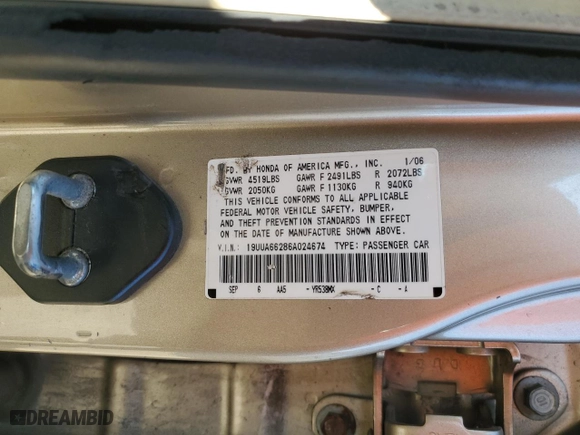 MFD. BY HONDA OF AMERICA MFG., INC. 1/06
GVWR 4519LBS GAWR F 2491LBS R 2072LBS
GVWR 2050KG GAWR F 1130KG R 940KG
THIS VEHICLE CONFORMS TO ALL APPLICABLE
FEDERAL MOTOR VEHICLE SAFETY, BUMPER,
AND THEFT PREVENTION STANDARDS IN EFFECT
ON THE DATE OF MANUFACTURE SHOWN ABOVE.
V.I.N.: 19UUA66286A024674 TYPE: PASSENGER CAR
SEP 6 AA5 -YR538MX -C -A
DREAMBID